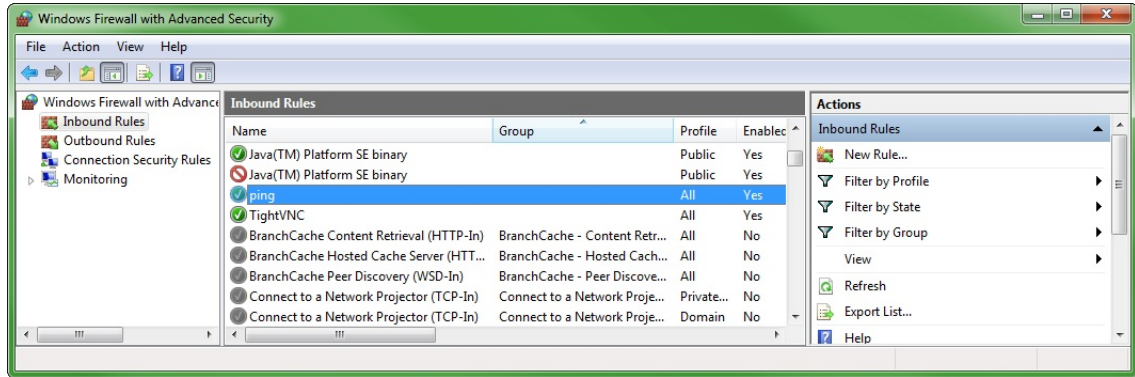 Windows Firewall with Advanced Security
File Action View Help
Windows Firewall with Advance
Inbound Rules
Outbound Rules
Connection Security Rules
Monitoring
Inbound Rules
Name Group Profile Enabled
Java(TM) Platform SE binary Public Yes
Java(TM) Platform SE binary Public Yes
ping All Yes
TightVNC All Yes
BranchCache Content Retrieval (HTTP-In) BranchCache - Content Retr... All No
BranchCache Hosted Cache Server (HTT... BranchCache - Hosted Cach... All No
BranchCache Peer Discovery (WSD-In) BranchCache - Peer Discove... All No
Connect to a Network Projector (TCP-In) Connect to a Network Proje... Private... No
Connect to a Network Projector (TCP-In) Connect to a Network Proje... Domain No
Actions
Inbound Rules
New Rule...
Filter by Profile
Filter by State
Filter by Group
View
Refresh
Export List...
Help